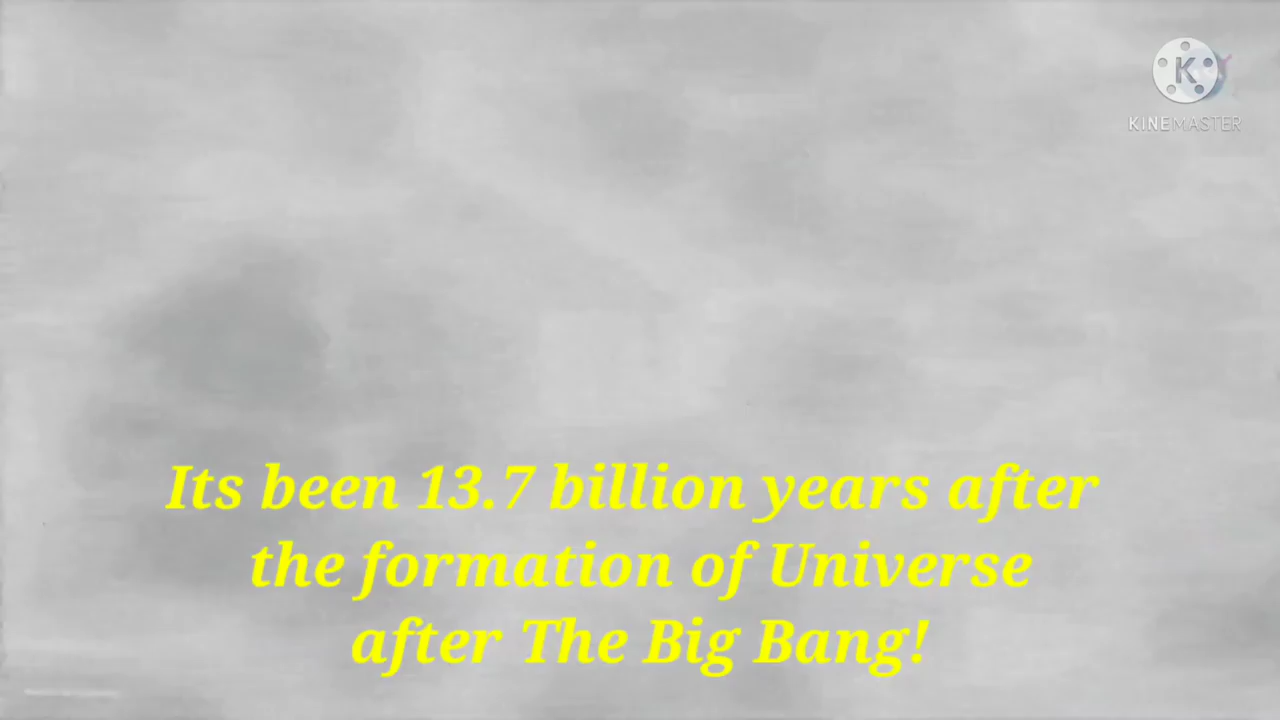 K
KINEMASTER
Its been 13.7 billion years after
the formation of Universe
after The Big Bang!